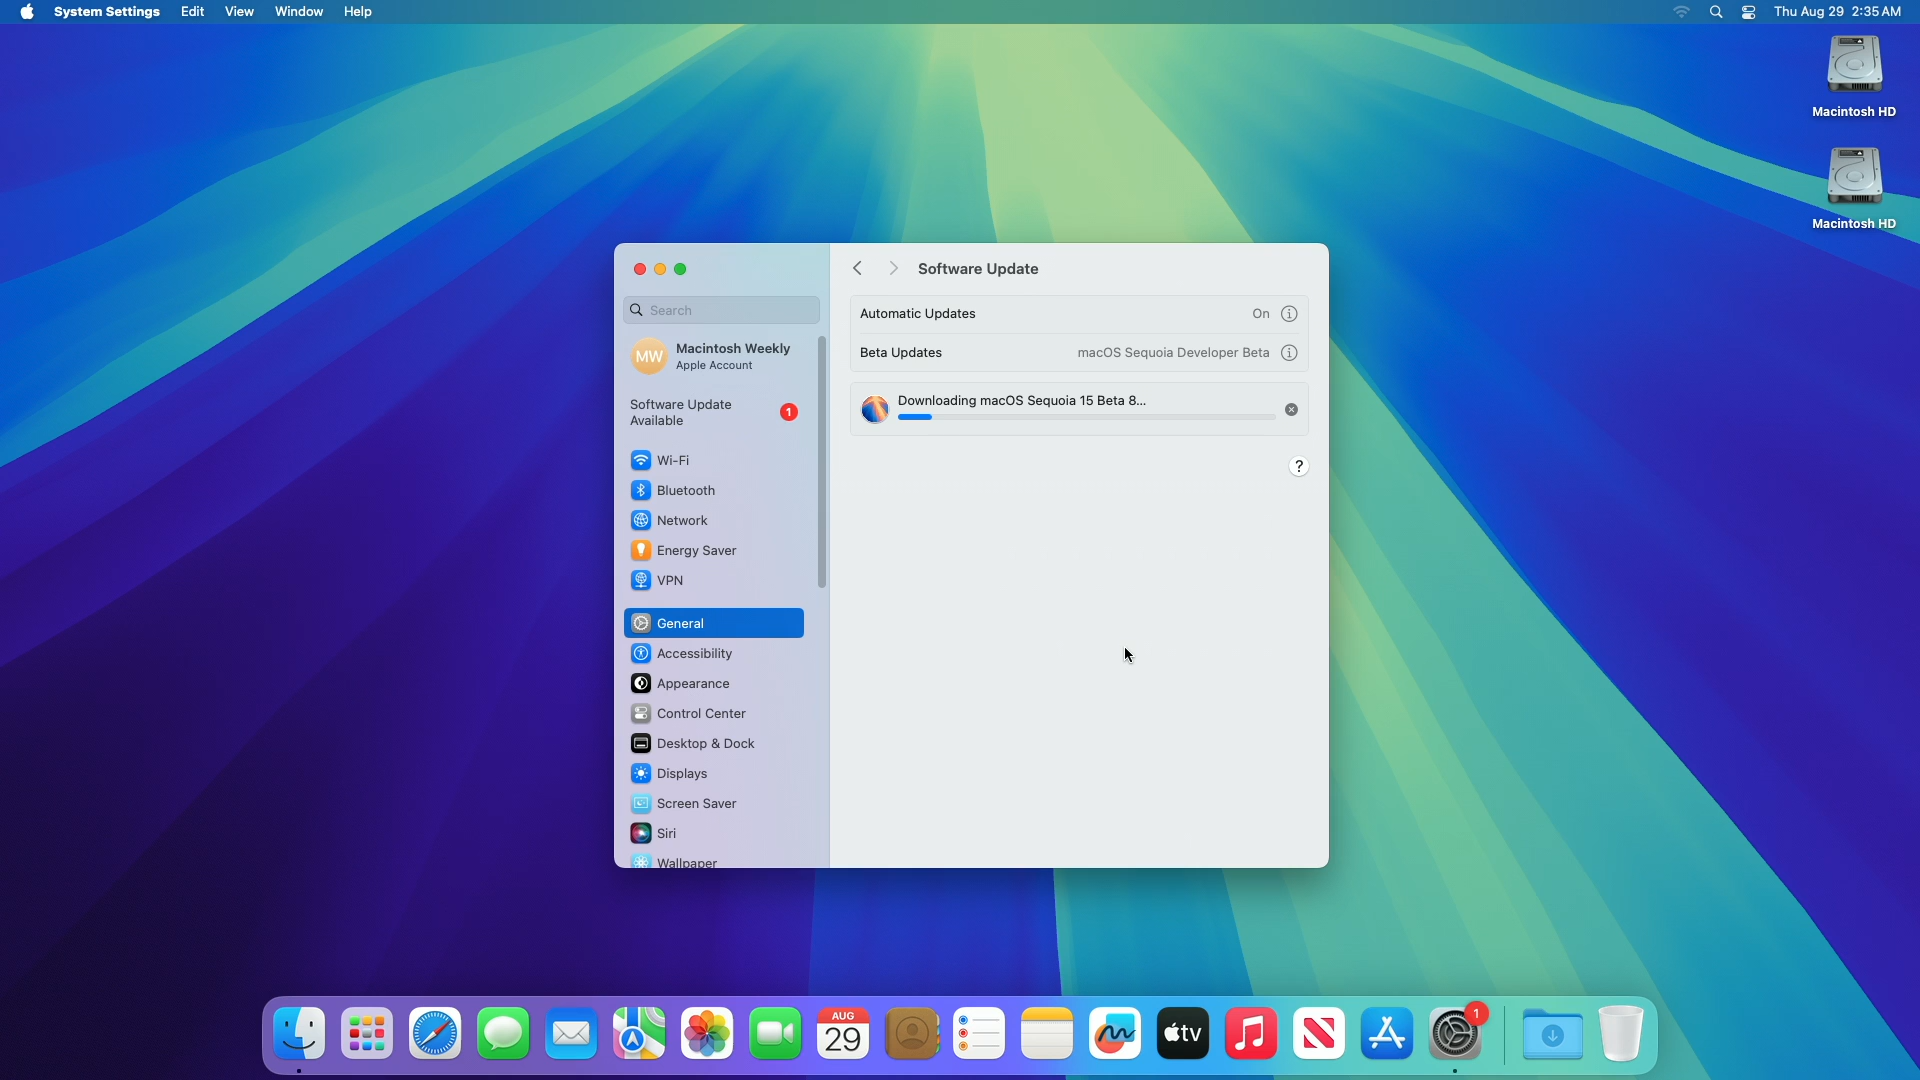 System Settings Edit View Window Help Thu Aug 29 2:35 AM
Macintosh HD
Macintosh HD
Search
MW
Macintosh Weekly
Apple Account
Software Update
Available
1
Wi-Fi
Bluetooth
Network
Energy Saver
VPN
General
Accessibility
Appearance
Control Center
Desktop & Dock
Displays
Screen Saver
Siri
Wallpaper
Software Update
Automatic Updates On
Beta Updates macOS Sequoia Developer Beta
Downloading macOS Sequoia 15 Beta 8...
?
AUG
29
tv
1